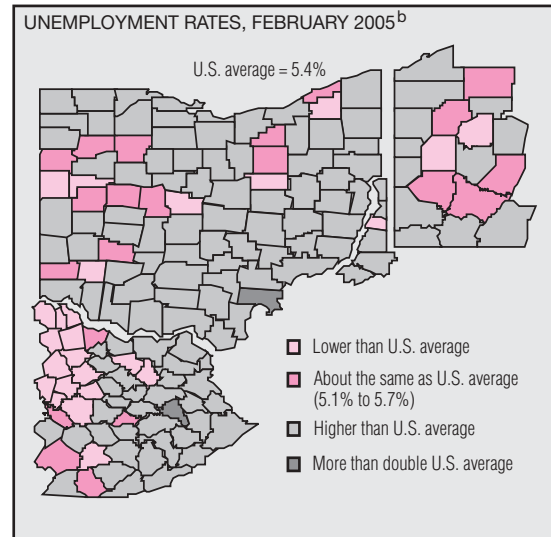 UNEMPLOYMENT RATES, FEBRUARY 2005b
U.S. average = 5.4%
Lower than U.S. average
About the same as U.S. average
(5.1% to 5.7%)
Higher than U.S. average
More than double U.S. average